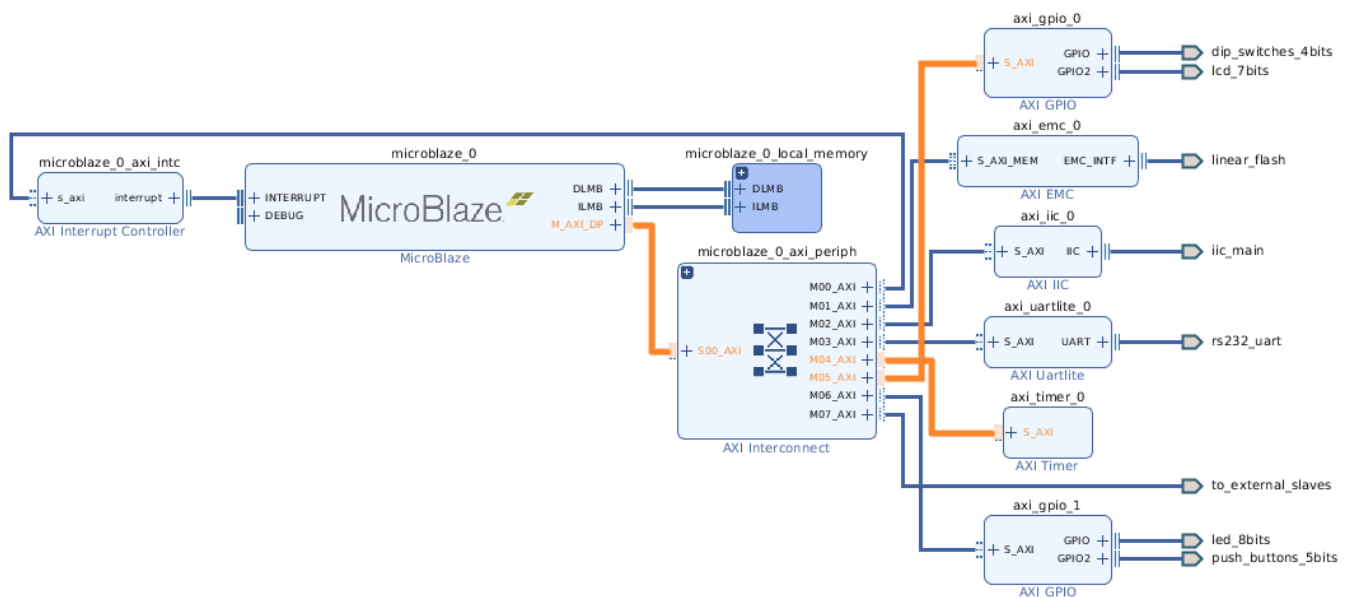 axi_gpio_0
S_AXI
GPIO
GPIO2
AXI GPIO
dip_switches_4bits
lcd_7bits
axi_emc_0
S_AXI_MEM
EMC_INTF
AXI EMC
linear_flash
microblaze_0_axi_intc
s_axi
interrupt
AXI Interrupt Controller
microblaze_0
INTERRUPT
DEBUG
MicroBlaze
DLMB
ILMB
M_AXI_DP
MicroBlaze
microblaze_0_local_memory
DLMB
ILMB
axi_iic_0
S_AXI
IIC
AXI IIC
iic_main
microblaze_0_axi_periph
S00_AXI
M00_AXI
M01_AXI
M02_AXI
M03_AXI
M04_AXI
M05_AXI
M06_AXI
M07_AXI
AXI Interconnect
axi_uartlite_0
S_AXI
UART
AXI Uartlite
rs232_uart
axi_timer_0
S_AXI
AXI Timer
to_external_slaves
axi_gpio_1
S_AXI
GPIO
GPIO2
AXI GPIO
led_8bits
push_buttons_5bits